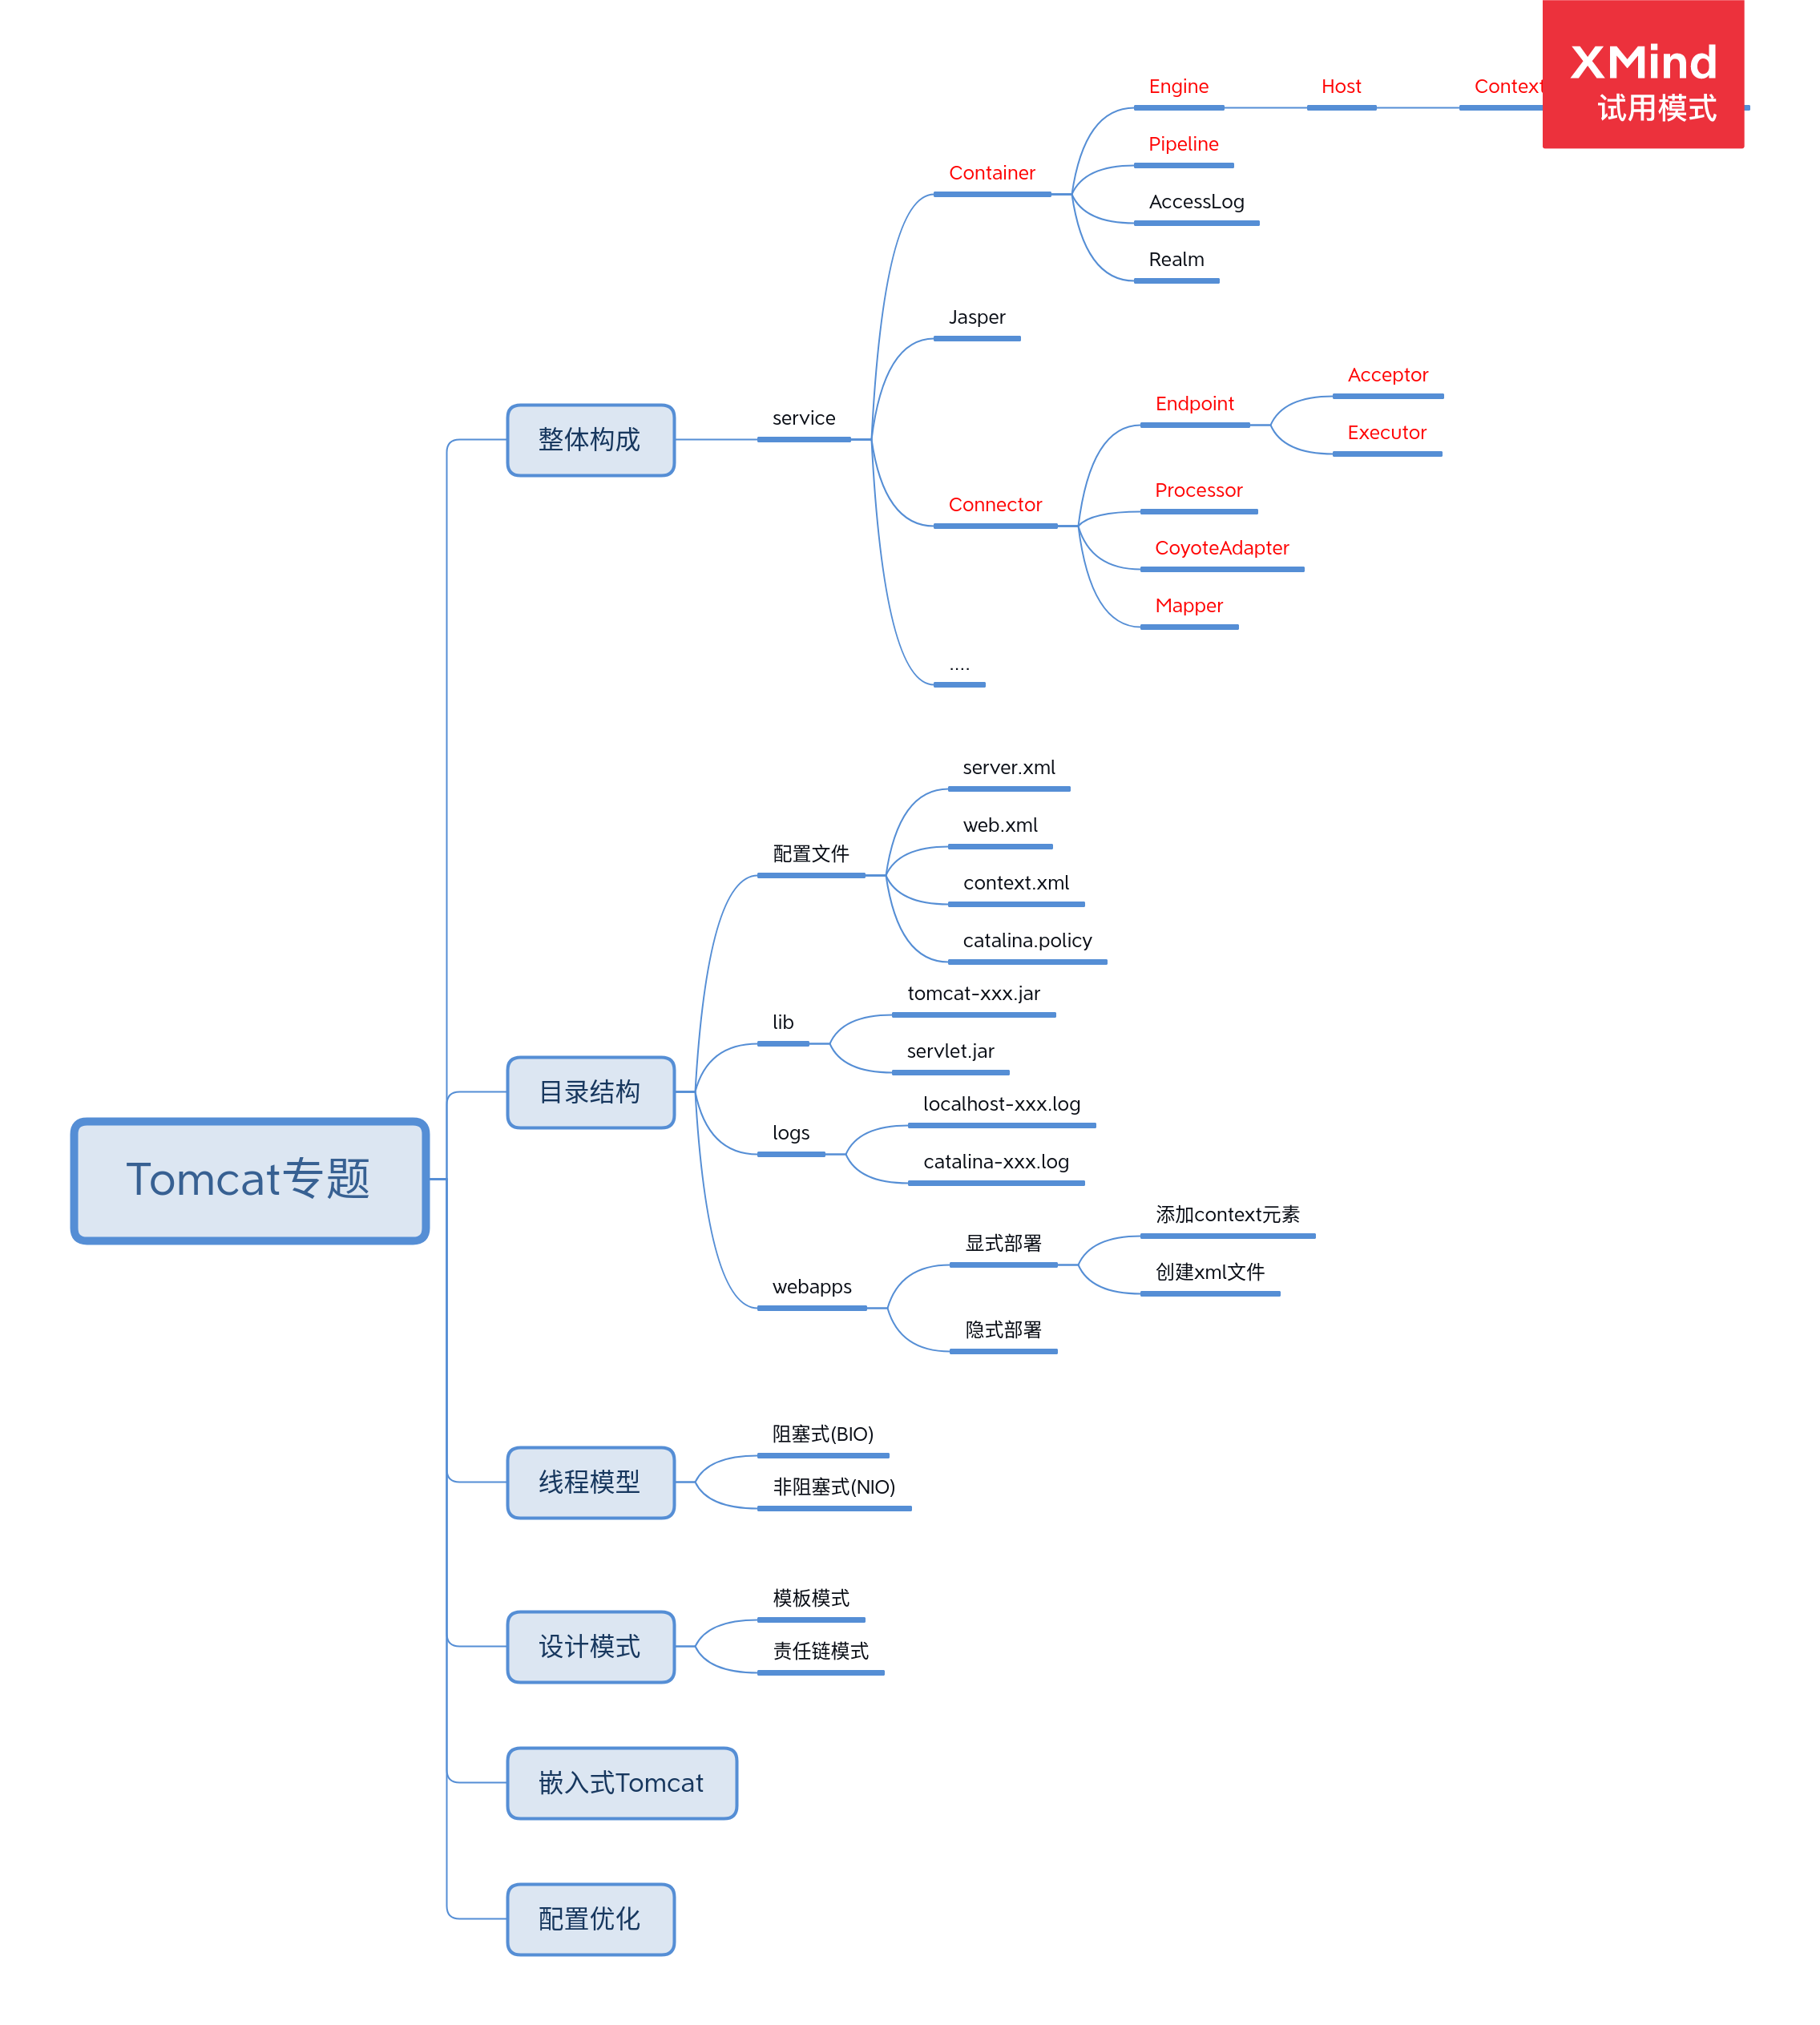 XMind
试用模式
Tomcat专题
整体构成
service
Container
Engine
Host
Context
Pipeline
AccessLog
Realm
Jasper
Connector
Endpoint
Acceptor
Executor
Processor
CoyoteAdapter
Mapper
....
目录结构
配置文件
server.xml
web.xml
context.xml
catalina.policy
lib
tomcat-xxx.jar
servlet.jar
logs
localhost-xxx.log
catalina-xxx.log
webapps
显式部署
添加context元素
创建xml文件
隐式部署
线程模型
阻塞式(BIO)
非阻塞式(NIO)
设计模式
模板模式
责任链模式
嵌入式Tomcat
配置优化